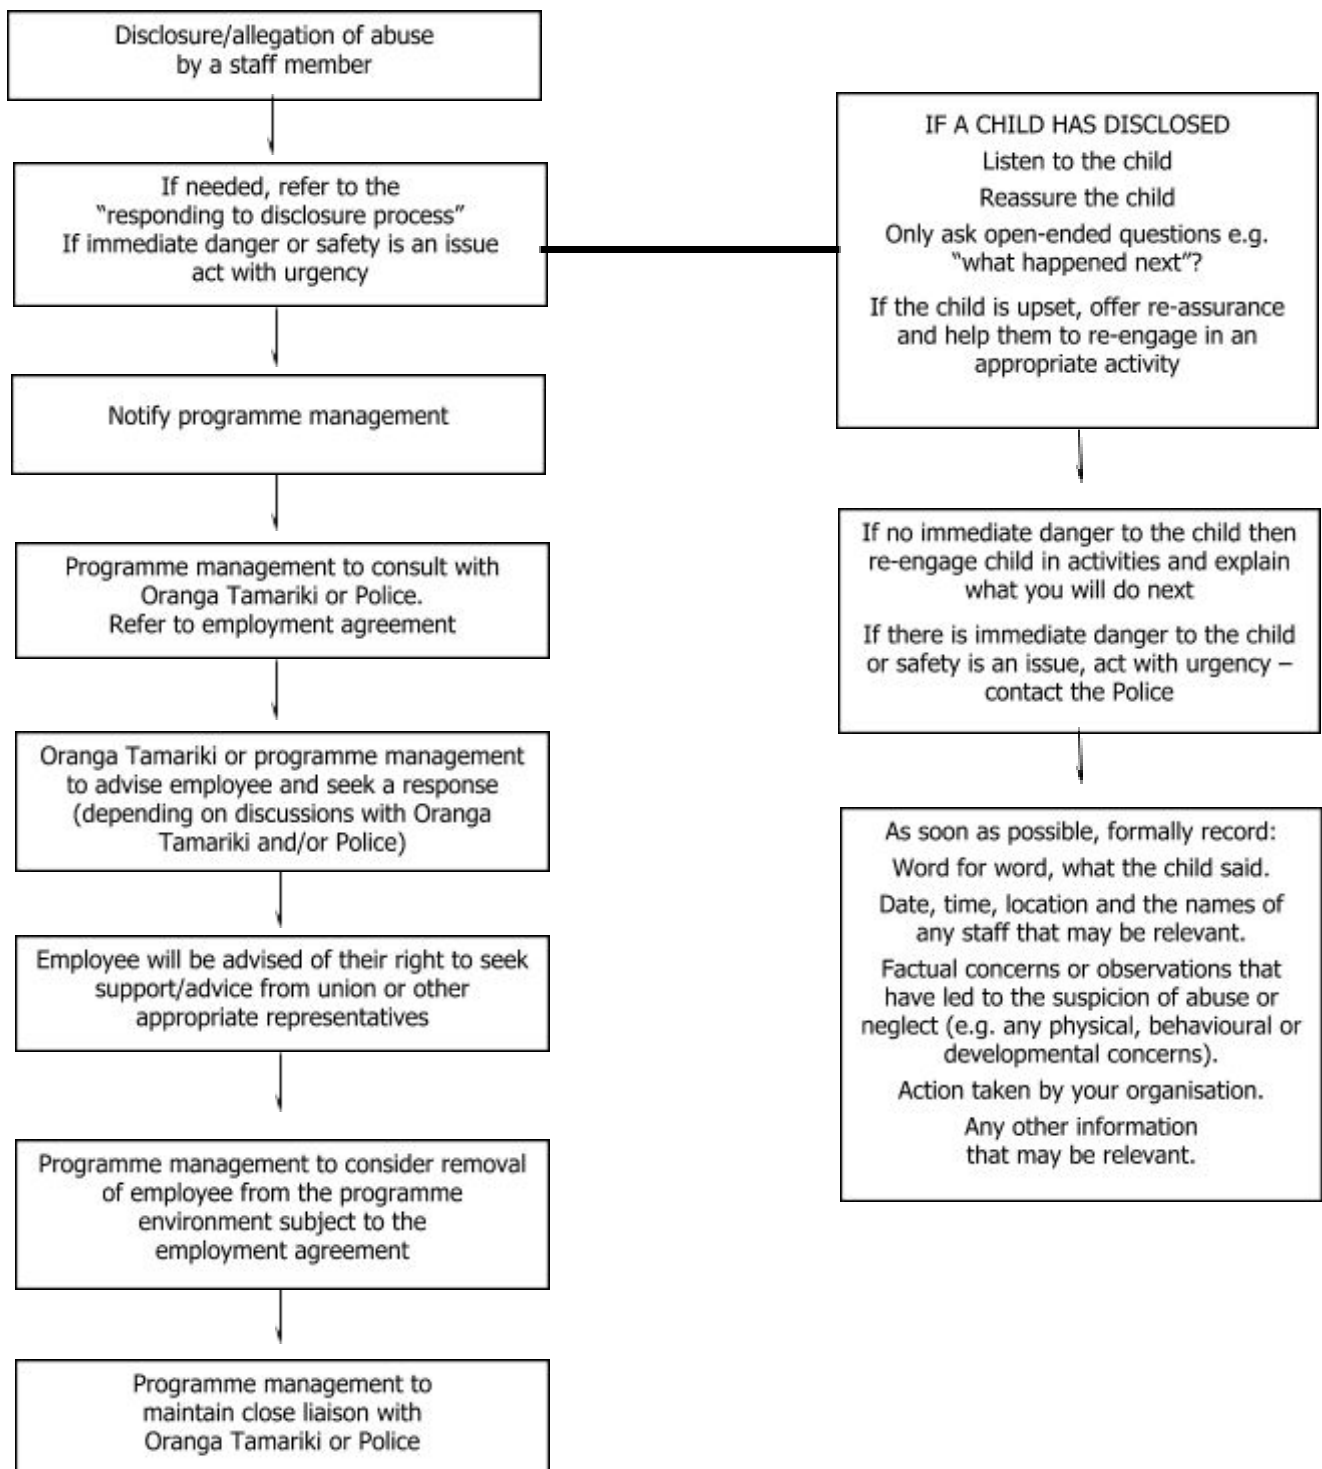 Disclosure/allegation of abuse
by a staff member
If needed, refer to the
“responding to disclosure process”
If immediate danger or safety is an issue
act with urgency
Notify programme management
Programme management to consult with
Oranga Tamariki or Police.
Refer to employment agreement
Oranga Tamariki or programme management
to advise employee and seek a response
(depending on discussions with Oranga
Tamariki and/or Police)
Employee will be advised of their right to seek
support/advice from union or other
appropriate representatives
Programme management to consider removal
of employee from the programme
environment subject to the
employment agreement
Programme management to
maintain close liaison with
Oranga Tamariki or Police
IF A CHILD HAS DISCLOSED
Listen to the child
Reassure the child
Only ask open-ended questions e.g.
“what happened next”?
If the child is upset, offer re-assurance
and help them to re-engage in an
appropriate activity
If no immediate danger to the child then
re-engage child in activities and explain
what you will do next
If there is immediate danger to the child
or safety is an issue, act with urgency –
contact the Police
As soon as possible, formally record:
Word for word, what the child said.
Date, time, location and the names of
any staff that may be relevant.
Factual concerns or observations that
have led to the suspicion of abuse or
neglect (e.g. any physical, behavioural or
developmental concerns).
Action taken by your organisation.
Any other information
that may be relevant.